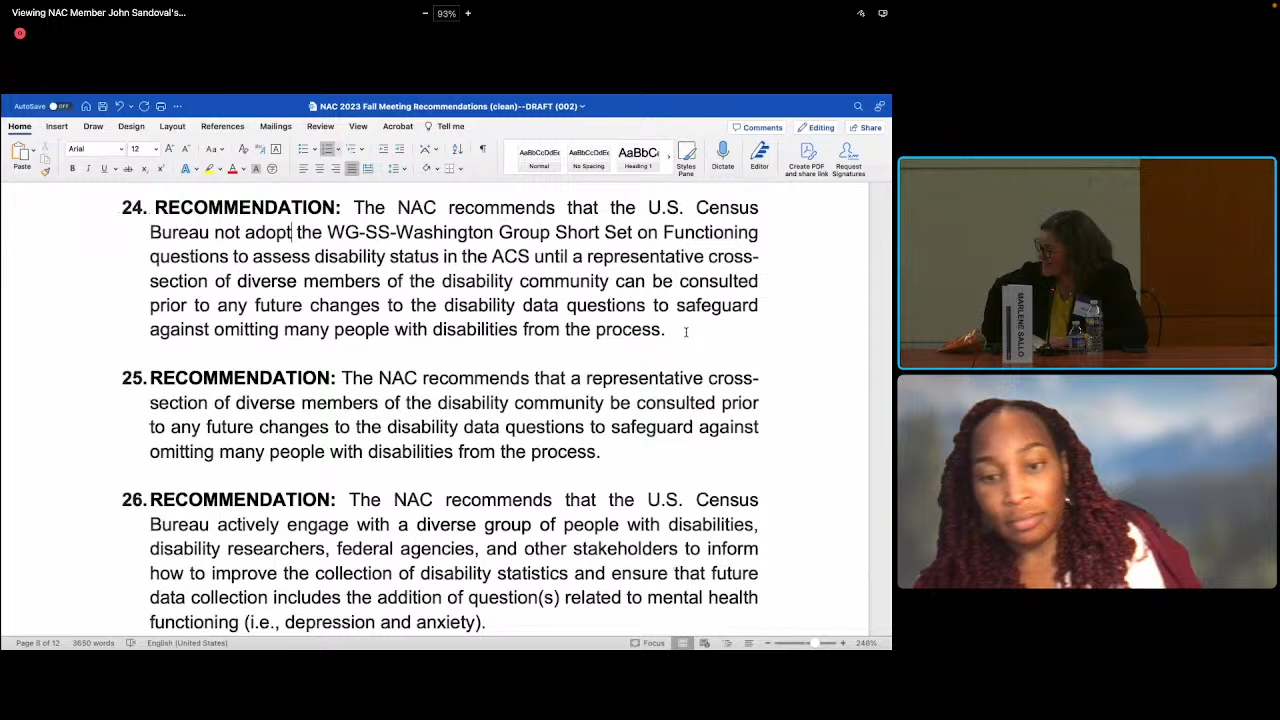 Viewing NAC Member John Sandoval's...
93%
AutoSave OFF
NAC 2023 Fall Meeting Recommendations (clean)--DRAFT (002)
Home Insert Draw Design Layout References Mailings Review View Acrobat Tell me
Comments Editing Share
Paste
Arial 12
AaBbCcDdEe AaBbCcDdEe AaBbCc
Normal No Spacing Heading 1
Styles Pane
Dictate
Editor
Create PDF and share link
Request Signatures
24. RECOMMENDATION: The NAC recommends that the U.S. Census
Bureau not adopt the WG-SS-Washington Group Short Set on Functioning
questions to assess disability status in the ACS until a representative cross-
section of diverse members of the disability community can be consulted
prior to any future changes to the disability data questions to safeguard
against omitting many people with disabilities from the process.
25. RECOMMENDATION: The NAC recommends that a representative cross-
section of diverse members of the disability community be consulted prior
to any future changes to the disability data questions to safeguard against
omitting many people with disabilities from the process.
26. RECOMMENDATION: The NAC recommends that the U.S. Census
Bureau actively engage with a diverse group of people with disabilities,
disability researchers, federal agencies, and other stakeholders to inform
how to improve the collection of disability statistics and ensure that future
data collection includes the addition of question(s) related to mental health
functioning (i.e., depression and anxiety).
Page 8 of 12 3650 words English (United States)
Focus
246%
MARLENE SALLO